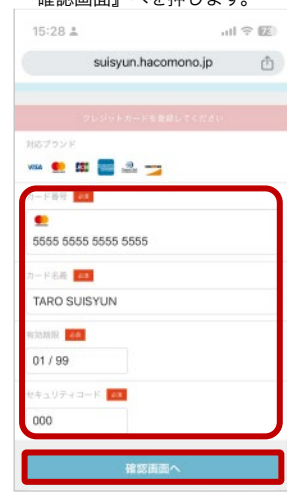 確認画面』へを押します。
15:28
73
suisyun.hacomono.jp
クレジットカードを登録してください
対応ブランド
VISA
カード番号 必須
5555 5555 5555 5555
カード名義 必須
TARO SUISYUN
有効期限 必須
01 / 99
セキュリティコード 必須
000
確認画面へ